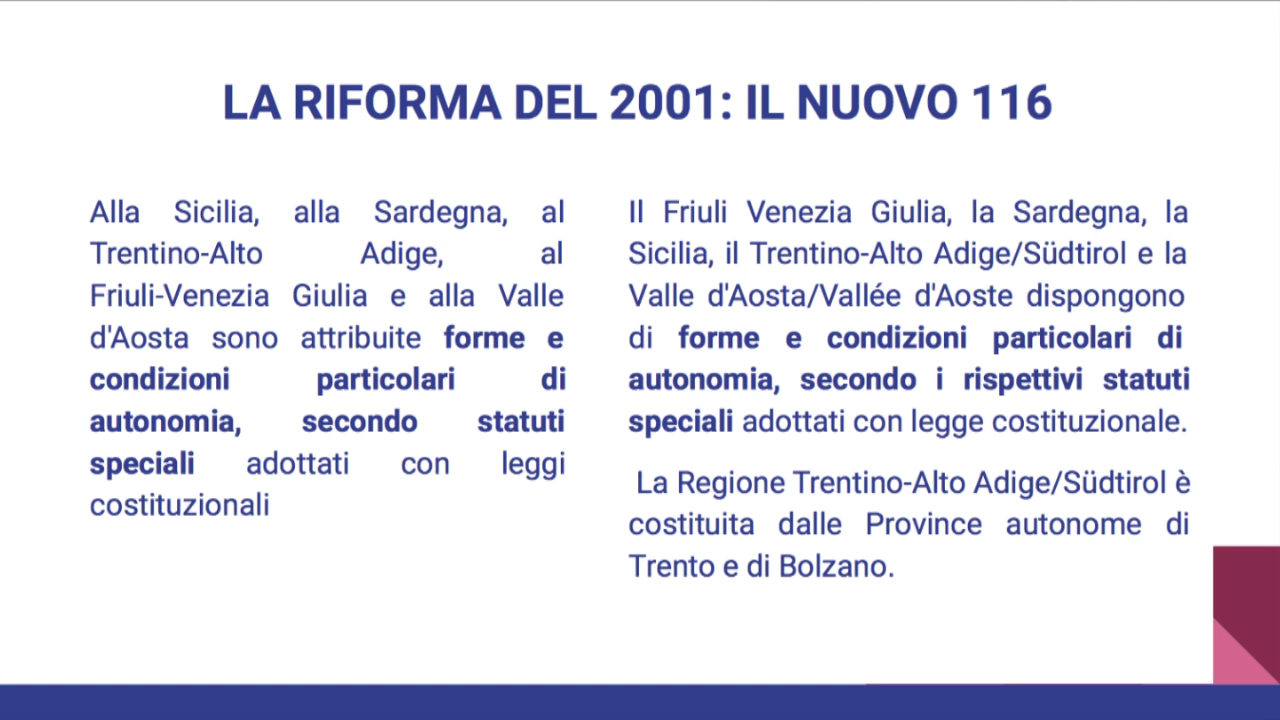 LA RIFORMA DEL 2001: IL NUOVO 116
Alla Sicilia, alla Sardegna, al
Trentino-Alto Adige, al
Friuli-Venezia Giulia e alla Valle
d'Aosta sono attribuite forme e
condizioni particolari di
autonomia, secondo statuti
speciali adottati con leggi
costituzionali
Il Friuli Venezia Giulia, la Sardegna, la
Sicilia, il Trentino-Alto Adige/Südtirol e la
Valle d'Aosta/Vallée d'Aoste dispongono
di forme e condizioni particolari di
autonomia, secondo i rispettivi statuti
speciali adottati con legge costituzionale.
La Regione Trentino-Alto Adige/Südtirol è
costituita dalle Province autonome di
Trento e di Bolzano.